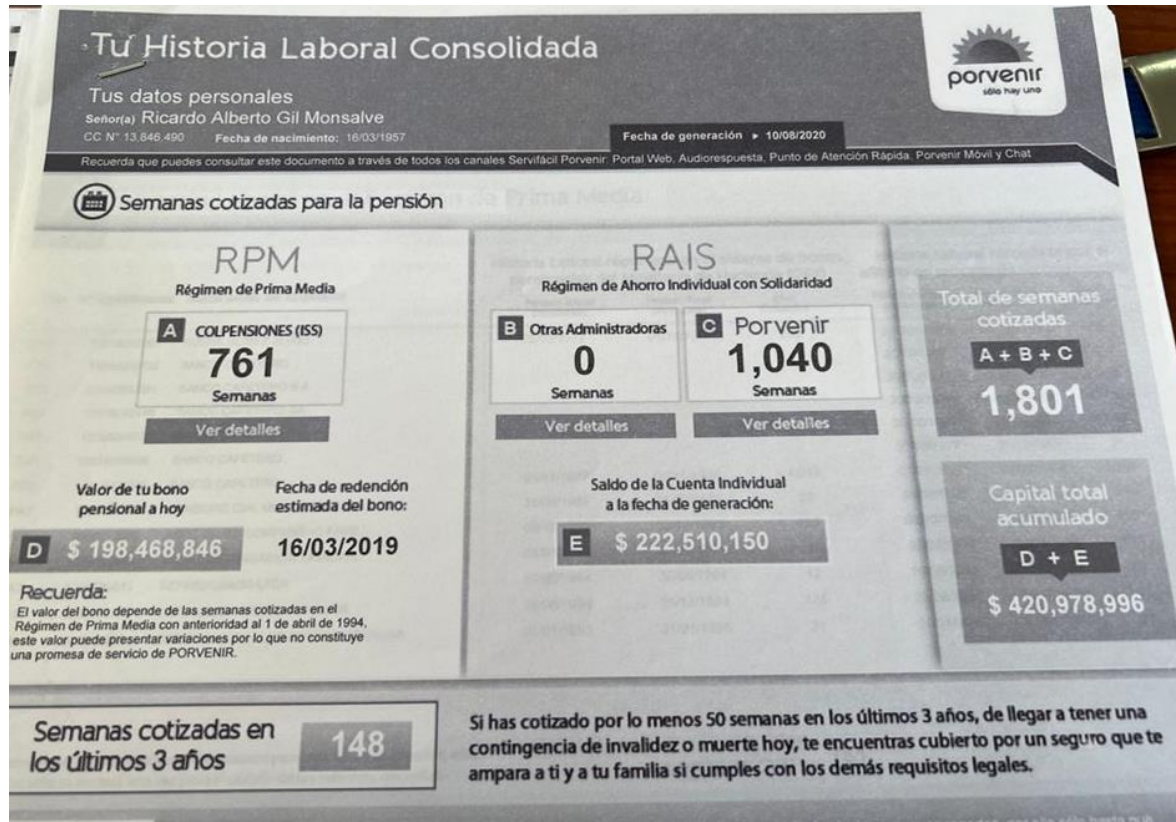 Tu Historia Laboral Consolidada
porvenir
sólo hay uno
Tus datos personales
Señor(a) Ricardo Alberto Gil Monsalve
CC N° 13,846,490 Fecha de nacimiento: 16/03/1957
Fecha de generación ▸ 10/08/2020
Recuerda que puedes consultar este documento a través de todos los canales Servifácil Porvenir: Portal Web, Audiorespuesta, Punto de Atención Rápida, Porvenir Móvil y Chat
Semanas cotizadas para la pensión
RPM
Régimen de Prima Media
A COLPENSIONES (ISS)
761
Semanas
Ver detalles
Valor de tu bono
pensional a hoy
D $ 198,468,846
Fecha de redención
estimada del bono:
16/03/2019
Recuerda:
El valor del bono depende de las semanas cotizadas en el
Régimen de Prima Media con anterioridad al 1 de abril de 1994,
este valor puede presentar variaciones por lo que no constituye
una promesa de servicio de PORVENIR.
RAIS
Régimen de Ahorro Individual con Solidaridad
B Otras Administradoras
0
Semanas
Ver detalles
C Porvenir
1,040
Semanas
Ver detalles
Saldo de la Cuenta Individual
a la fecha de generación:
E $ 222,510,150
Total de semanas
cotizadas
A + B + C
1,801
Capital total
acumulado
D + E
$ 420,978,996
Semanas cotizadas en
los últimos 3 años
148
Si has cotizado por lo menos 50 semanas en los últimos 3 años, de llegar a tener una
contingencia de invalidez o muerte hoy, te encuentras cubierto por un seguro que te
ampara a ti y a tu familia si cumples con los demás requisitos legales.